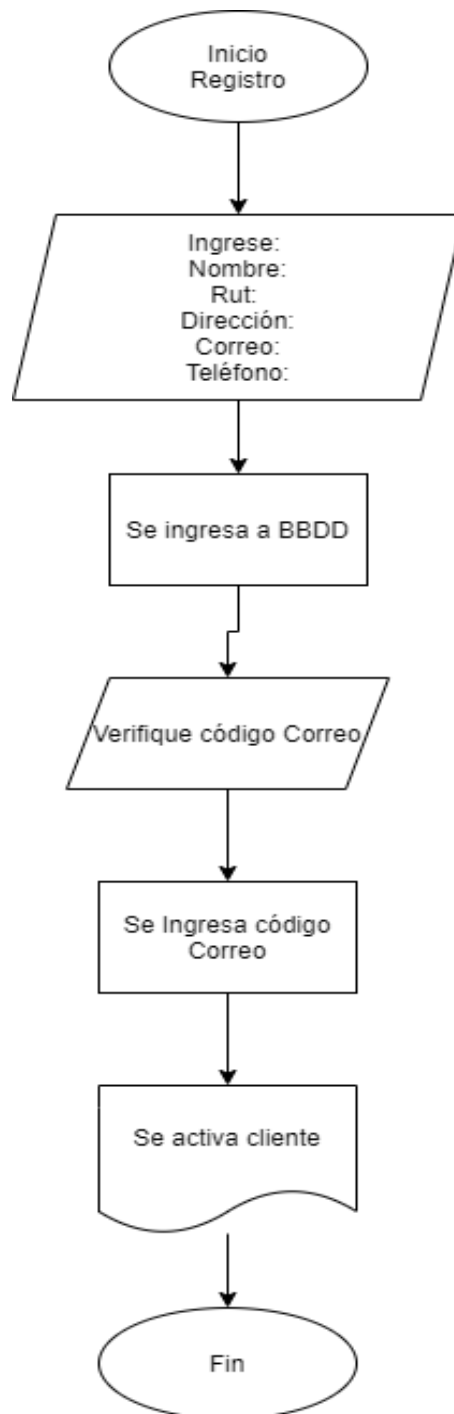 Inicio
Registro
Ingrese:
Nombre:
Rut:
Dirección:
Correo:
Teléfono:
Se ingresa a BBDD
Verifique código Correo
Se Ingresa código
Correo
Se activa cliente
Fin